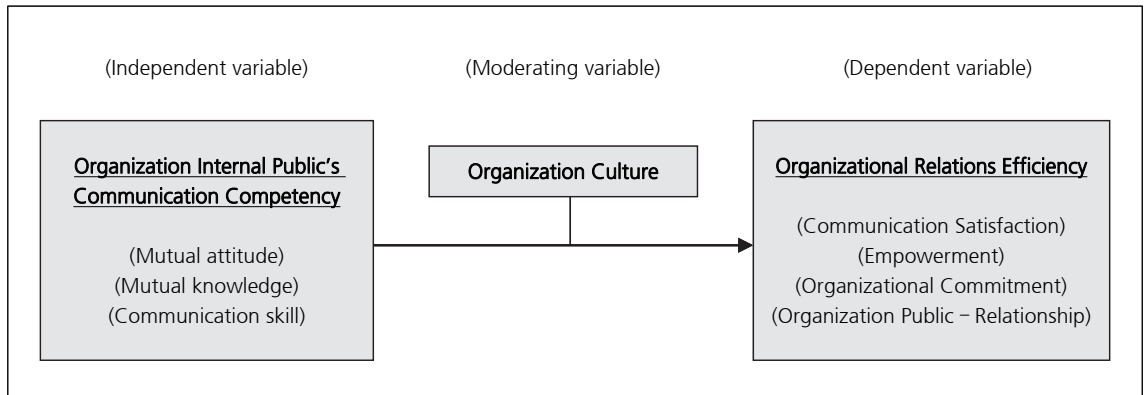 (Independent variable)
(Moderating variable)
(Dependent variable)
Organization Internal Public's
Communication Competency
(Mutual attitude)
(Mutual knowledge)
(Communication skill)
Organization Culture
Organizational Relations Efficiency
(Communication Satisfaction)
(Empowerment)
(Organizational Commitment)
(Organization Public – Relationship)